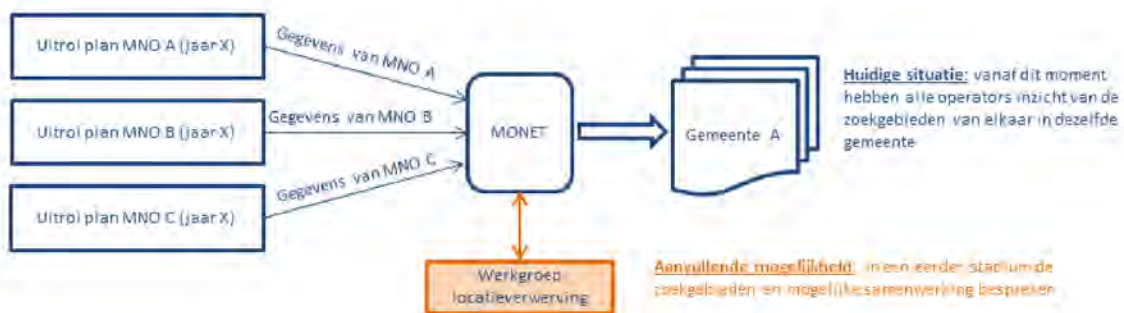 Uitrol plan MNO A (jaar X)
Gegevens van MNO A
Uitrol plan MNO B (jaar X)
Gegevens van MNO B
Uitrol plan MNO C (jaar X)
Gegevens van MNO C
MONET
Gemeente A
Huidige situatie: vanaf dit moment
hebben alle operators inzicht van de
zoekgebieden van elkaar in dezelfde
gemeente
Werkgroep
locatieverwerving
Aanvullende mogelijkheid: in een eerder stadium de
zoekgebieden en mogelijke samenwerking bespreken